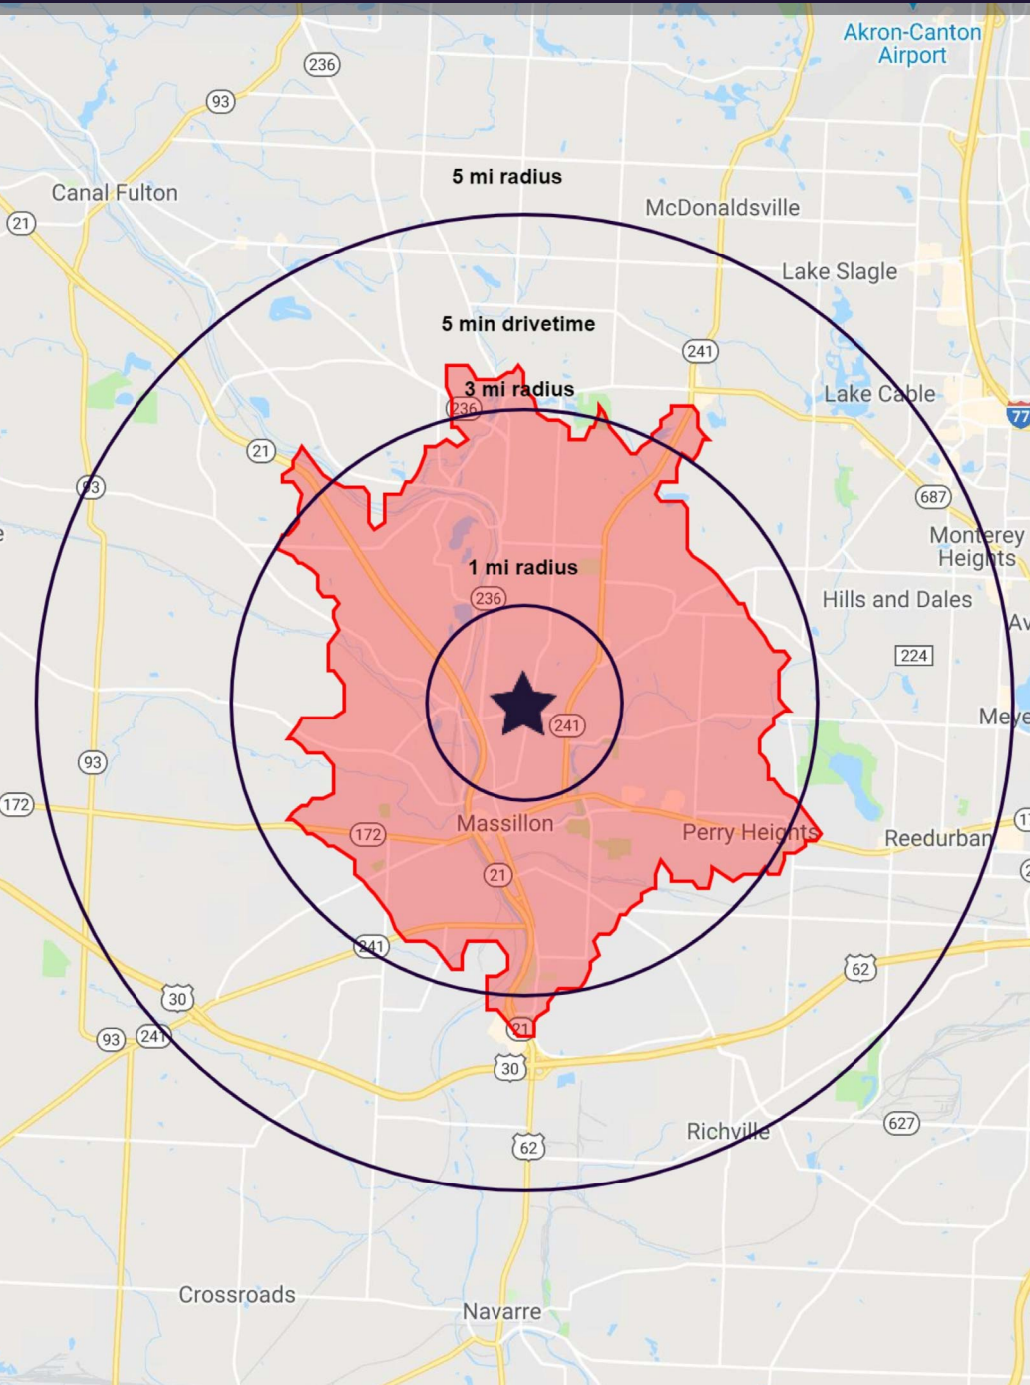 Akron-Canton
Airport
236
93
5 mi radius
Canal Fulton
McDonaldsville
21
Lake Slagle
5 min drivetime
241
3 mi radius
Lake Cable
236
77
21
93
687
Monterey
Heights
1 mi radius
236
Hills and Dales
224
241
93
172
Massillon
172
Perry Heights
Reedurban
21
241
62
30
21
93
241
30
627
Richville
62
Crossroads
Navarre